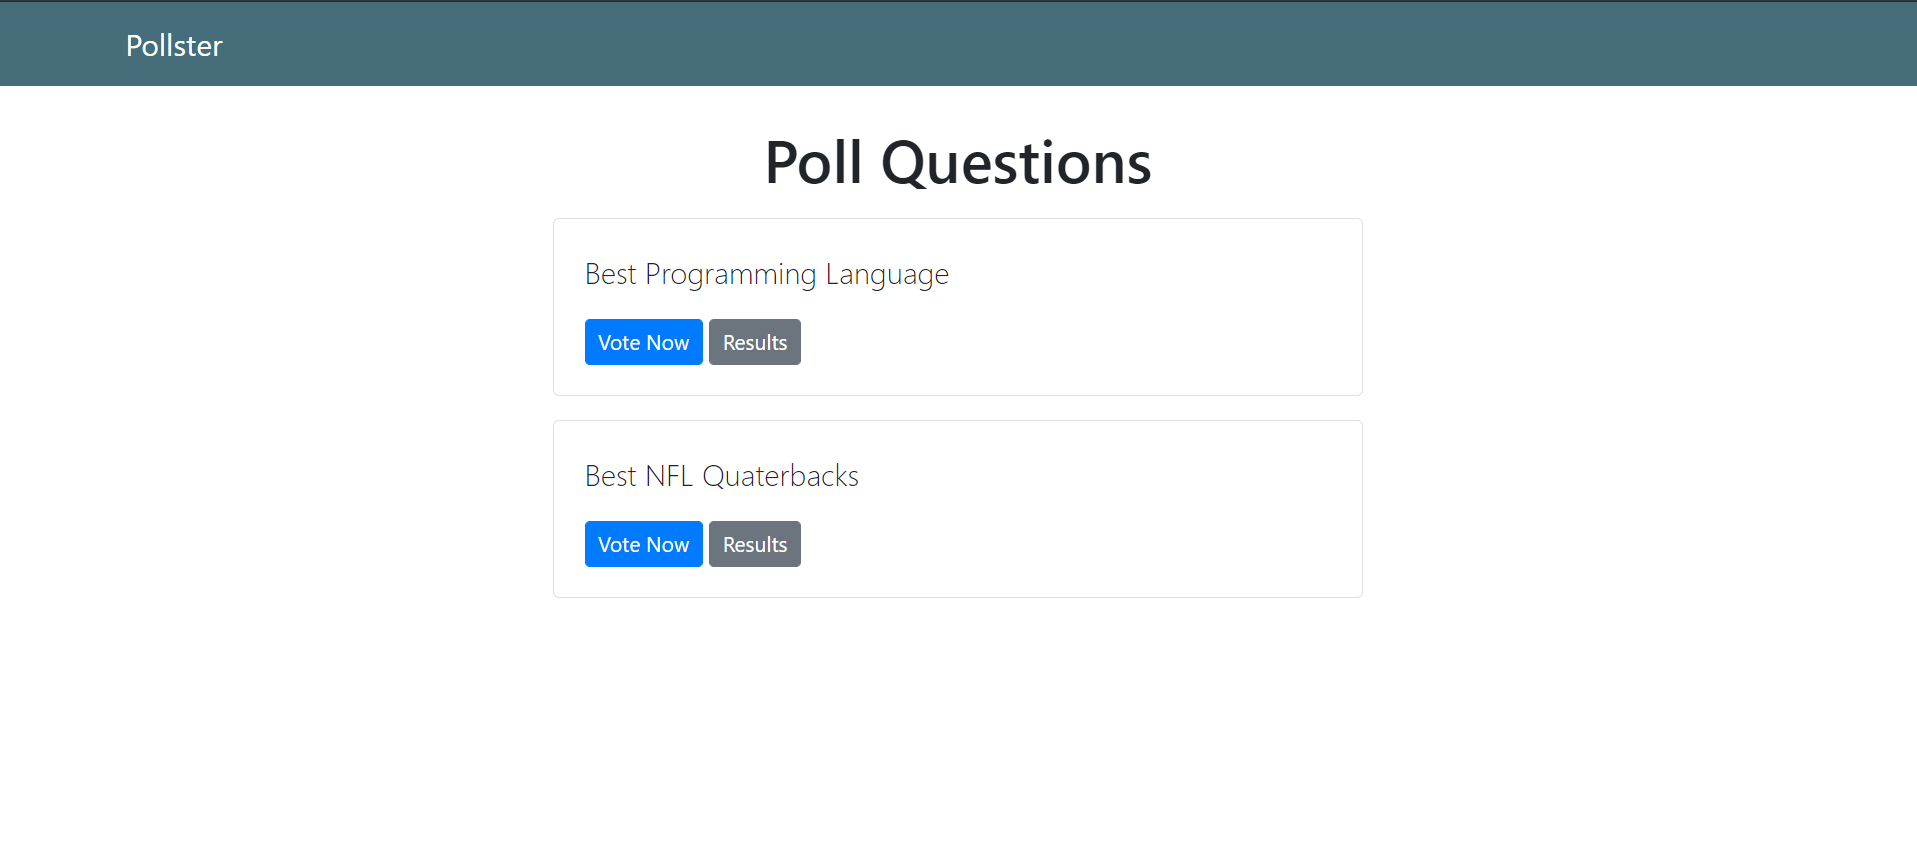 Pollster
Poll Questions
Best Programming Language
Vote Now Results
Best NFL Quaterbacks
Vote Now Results